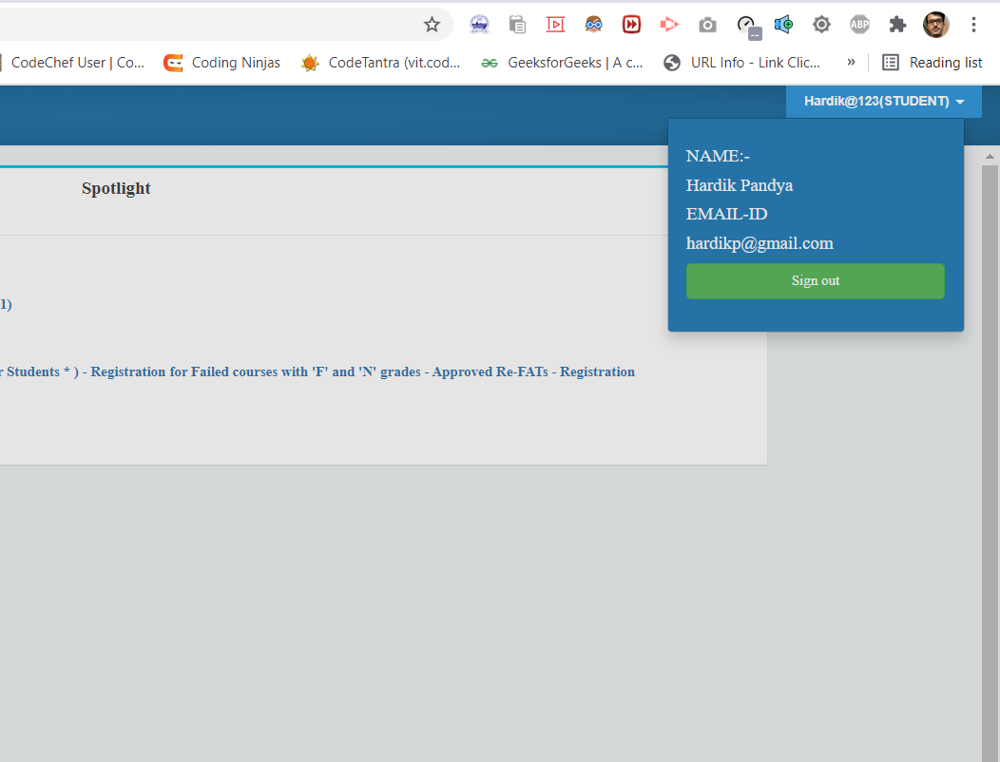 ABP
CodeChef User | Co...
Coding Ninjas
CodeTantra (vit.cod...
GeeksforGeeks | A c...
URL Info - Link Clic...
»
Reading list
Hardik@123(STUDENT)
NAME:-
Hardik Pandya
EMAIL-ID
hardikp@gmail.com
Sign out
Spotlight
1)
r Students * ) - Registration for Failed courses with 'F' and 'N' grades - Approved Re-FATs - Registration